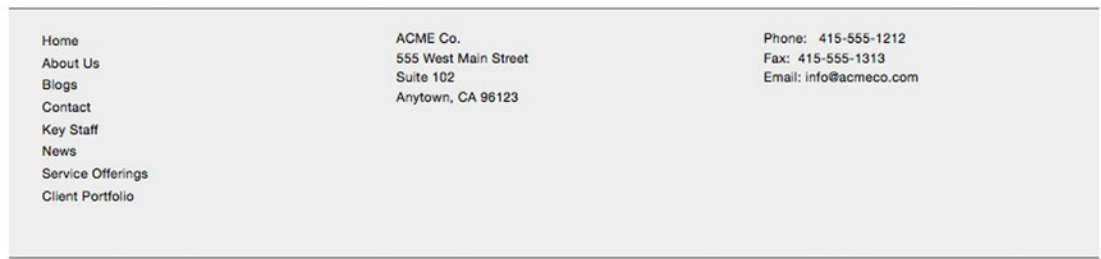 Home
About Us
Blogs
Contact
Key Staff
News
Service Offerings
Client Portfolio
ACME Co.
555 West Main Street
Suite 102
Anytown, CA 96123
Phone: 415-555-1212
Fax: 415-555-1313
Email: info@acmeco.com